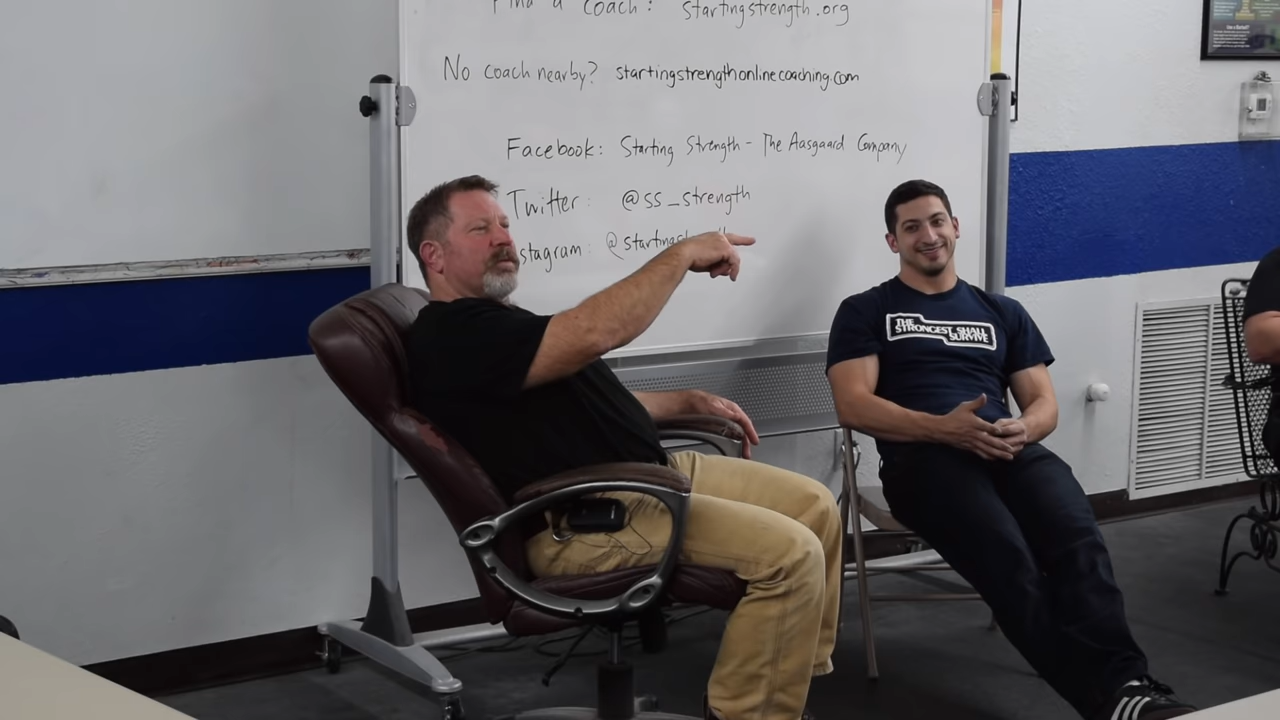 Find a Coach: startingstrength.org
No coach nearby? startingstrengthonlinecoaching.com
Facebook: Starting Strength - The Aasgaard Company
Twitter: @ss_strength
stagram: @startingst
THE
STRONGEST SHALL
SURVIVE